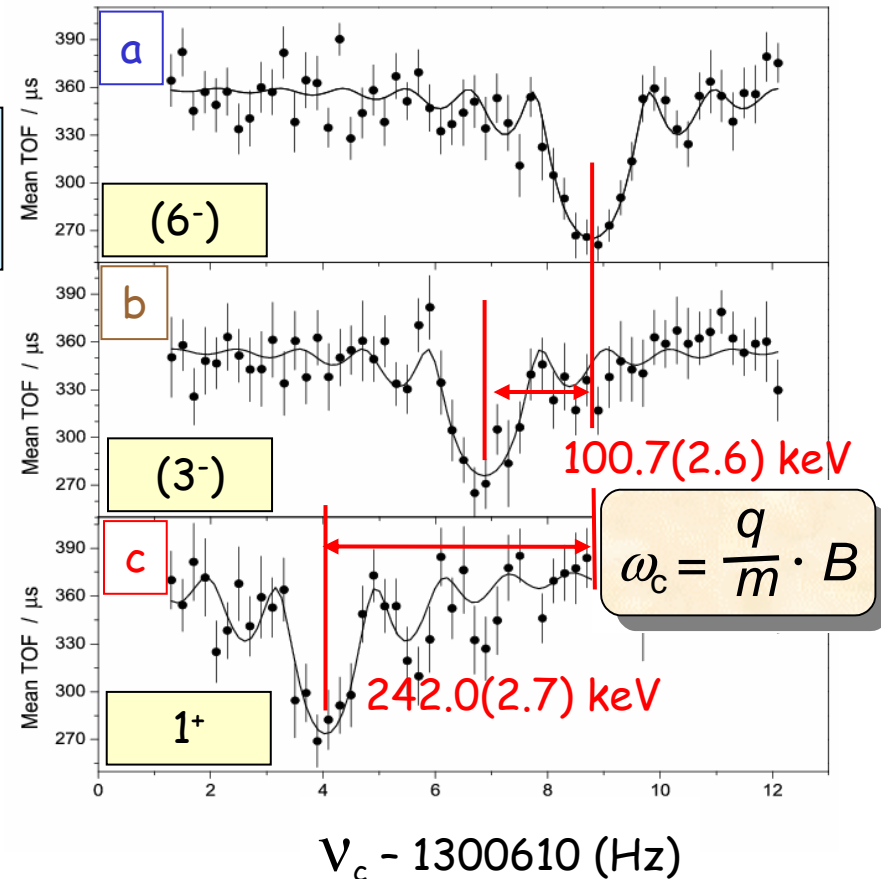 a
390
360
330
300
270
Mean TOF / μs
(6⁻)
b
390
360
330
300
270
Mean TOF / μs
(3⁻)
100.7(2.6) keV
c
390
360
330
300
270
Mean TOF / μs
1⁺
242.0(2.7) keV
ω_c = q/m · B
0 2 4 6 8 10 12
ν_c – 1300610 (Hz)